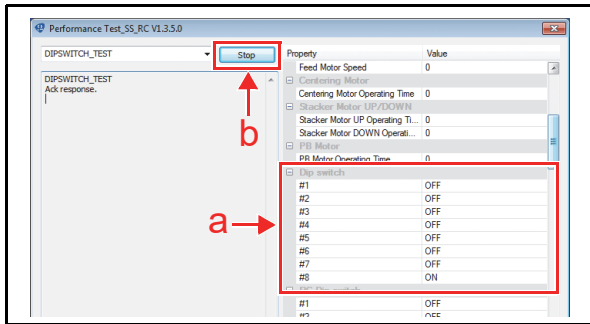 Performance Test_SS_RC V1.3.5.0
DIPSWITCH_TEST
Stop
DIPSWITCH_TEST
Ack response.
b
a
Property Value
Feed Motor Speed 0
Centering Motor
Centering Motor Operating Time 0
Stacker Motor UP/DOWN
Stacker Motor UP Operating Ti... 0
Stacker Motor DOWN Operati... 0
PB Motor
PB Motor Operating Time 0
Dip switch
#1 OFF
#2 OFF
#3 OFF
#4 OFF
#5 OFF
#6 OFF
#7 OFF
#8 ON
#1 OFF
#2 OFF